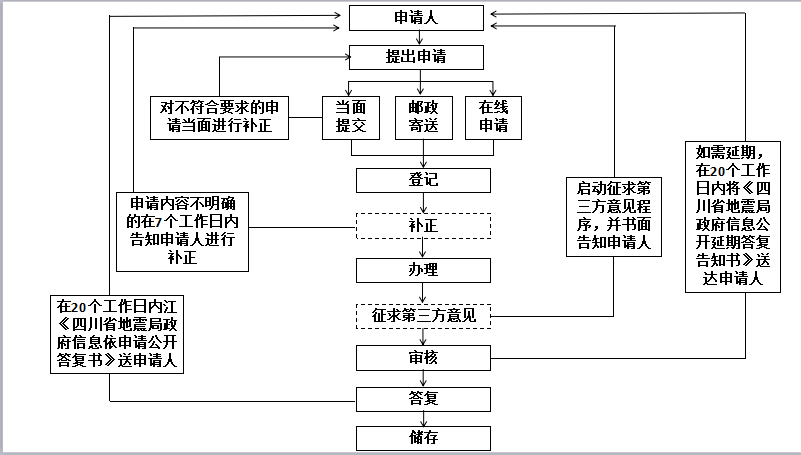 申请人
提出申请
对不符合要求的申
请当面进行补正
当面
提交
邮政
寄送
在线
申请
登记
申请内容不明确
的在7个工作日内
告知申请人进行
补正
补正
启动征求第
三方意见程
序，并书面
告知申请人
如需延期，
在20个工作
日内将《四
川省地震局
政府信息公
开延期答复
告知书》送
达申请人
办理
在20个工作日内江
《四川省地震局政
府信息依申请公开
答复书》送申请人
征求第三方意见
审核
答复
储存